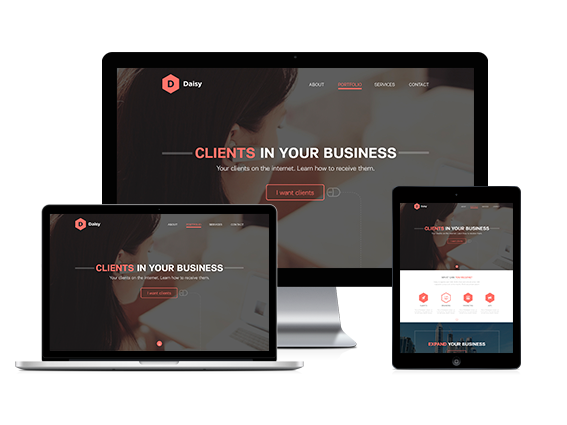 D Daisy
ABOUT PORTFOLIO SERVICES CONTACT
CLIENTS IN YOUR BUSINESS
Your clients on the internet. Learn how to receive them.
I want clients
D Daisy
ABOUT PORTFOLIO SERVICES CONTACT
CLIENTS IN YOUR BUSINESS
Your clients on the internet. Learn how to receive them.
I want clients
Daisy
CLIENTS IN YOUR BUSINESS
EXPAND YOUR BUSINESS